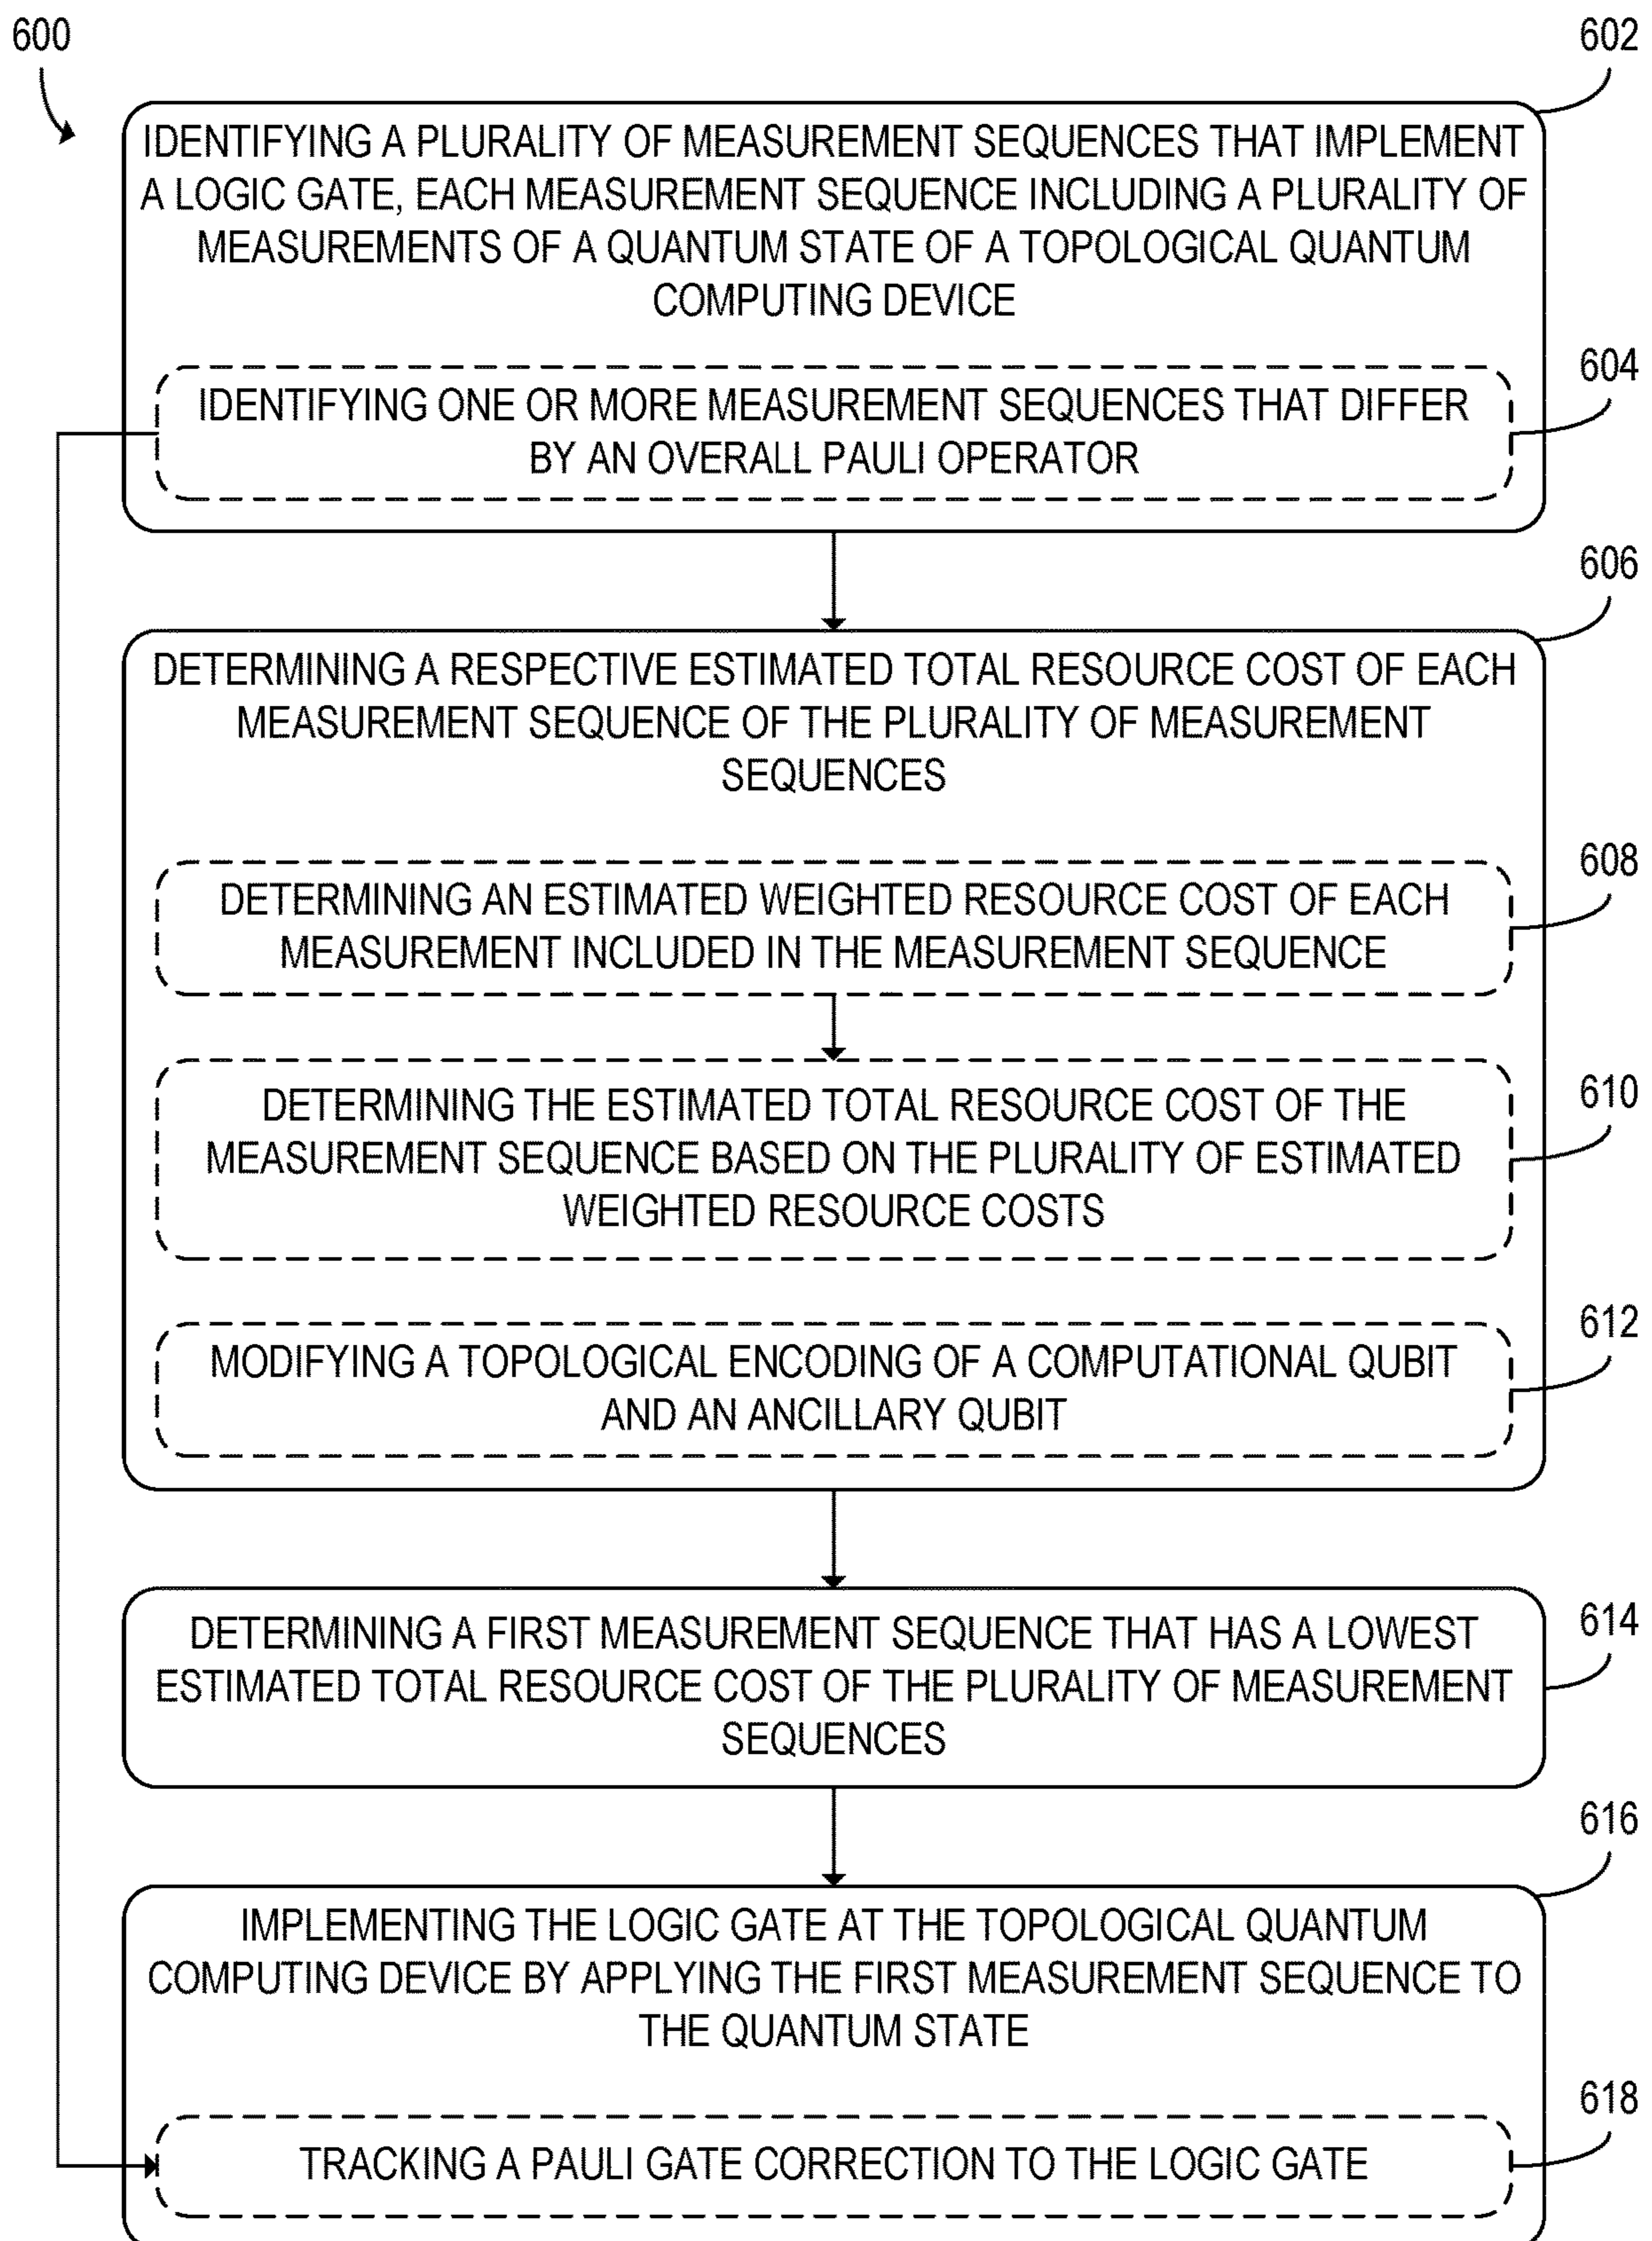 600
602
IDENTIFYING A PLURALITY OF MEASUREMENT SEQUENCES THAT IMPLEMENT
A LOGIC GATE, EACH MEASUREMENT SEQUENCE INCLUDING A PLURALITY OF
MEASUREMENTS OF A QUANTUM STATE OF A TOPOLOGICAL QUANTUM
COMPUTING DEVICE
604
IDENTIFYING ONE OR MORE MEASUREMENT SEQUENCES THAT DIFFER
BY AN OVERALL PAULI OPERATOR
606
DETERMINING A RESPECTIVE ESTIMATED TOTAL RESOURCE COST OF EACH
MEASUREMENT SEQUENCE OF THE PLURALITY OF MEASUREMENT
SEQUENCES
608
DETERMINING AN ESTIMATED WEIGHTED RESOURCE COST OF EACH
MEASUREMENT INCLUDED IN THE MEASUREMENT SEQUENCE
610
DETERMINING THE ESTIMATED TOTAL RESOURCE COST OF THE
MEASUREMENT SEQUENCE BASED ON THE PLURALITY OF ESTIMATED
WEIGHTED RESOURCE COSTS
612
MODIFYING A TOPOLOGICAL ENCODING OF A COMPUTATIONAL QUBIT
AND AN ANCILLARY QUBIT
614
DETERMINING A FIRST MEASUREMENT SEQUENCE THAT HAS A LOWEST
ESTIMATED TOTAL RESOURCE COST OF THE PLURALITY OF MEASUREMENT
SEQUENCES
616
IMPLEMENTING THE LOGIC GATE AT THE TOPOLOGICAL QUANTUM
COMPUTING DEVICE BY APPLYING THE FIRST MEASUREMENT SEQUENCE TO
THE QUANTUM STATE
618
TRACKING A PAULI GATE CORRECTION TO THE LOGIC GATE